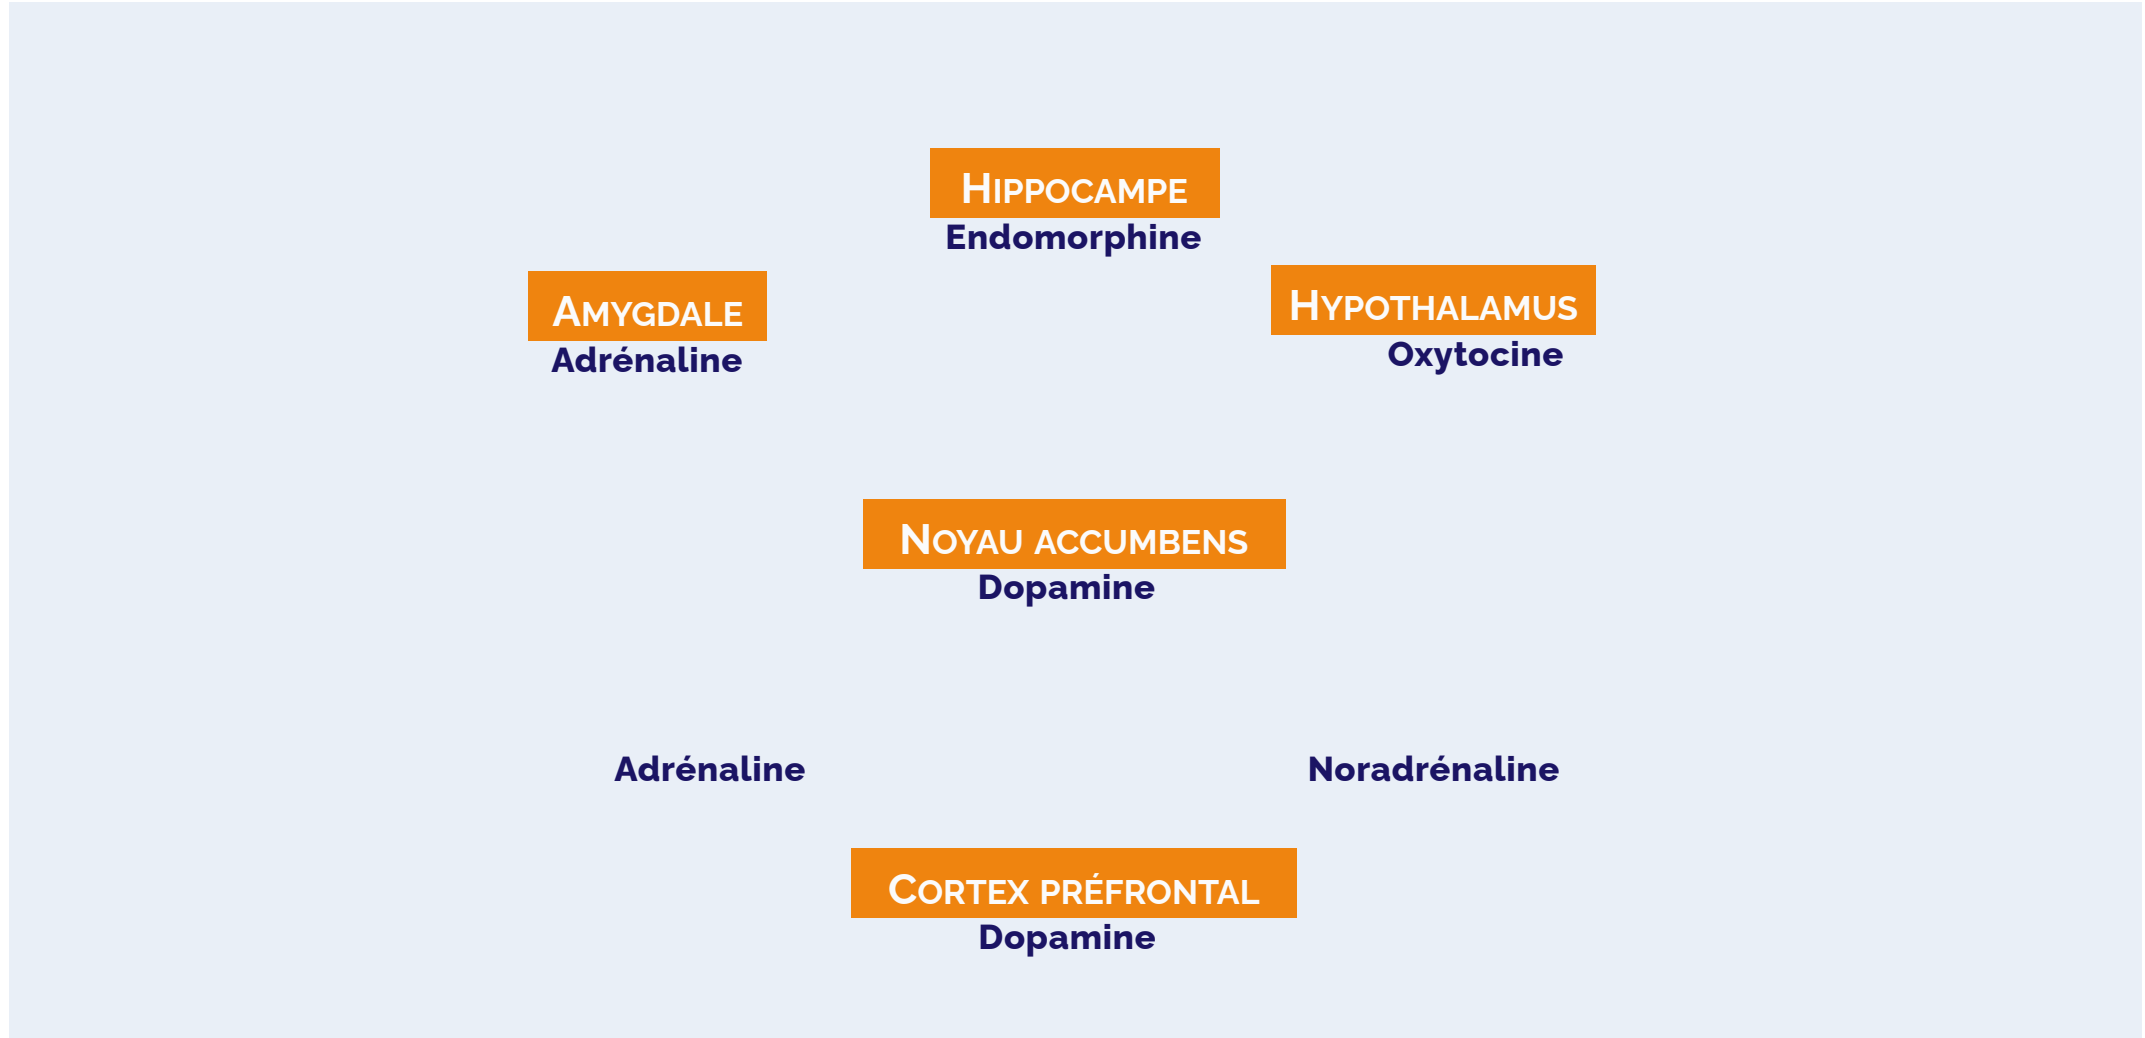 HIPPOCAMPE
Endomorphine
AMYGDALE
Adrénaline
HYPOTHALAMUS
Oxytocine
NOYAU ACCUMBENS
Dopamine
Adrénaline
Noradrénaline
CORTEX PRÉFRONTAL
Dopamine